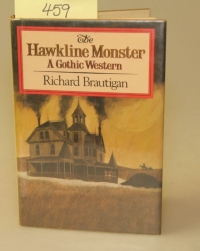 459
The
Hawkline Monster
A Gothic Western
Richard Brautigan